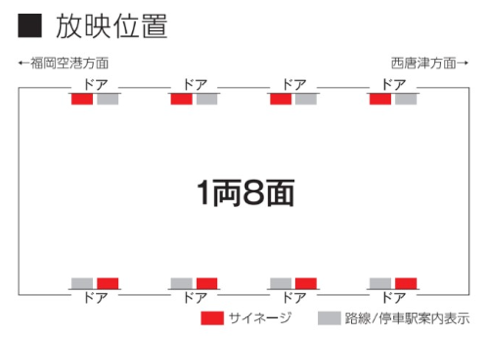 ■ 放映位置
←福岡空港方面
西唐津方面→
ドア ドア ドア ドア
1両8面
ドア ドア ドア ドア
サイネージ 路線/停車駅案内表示